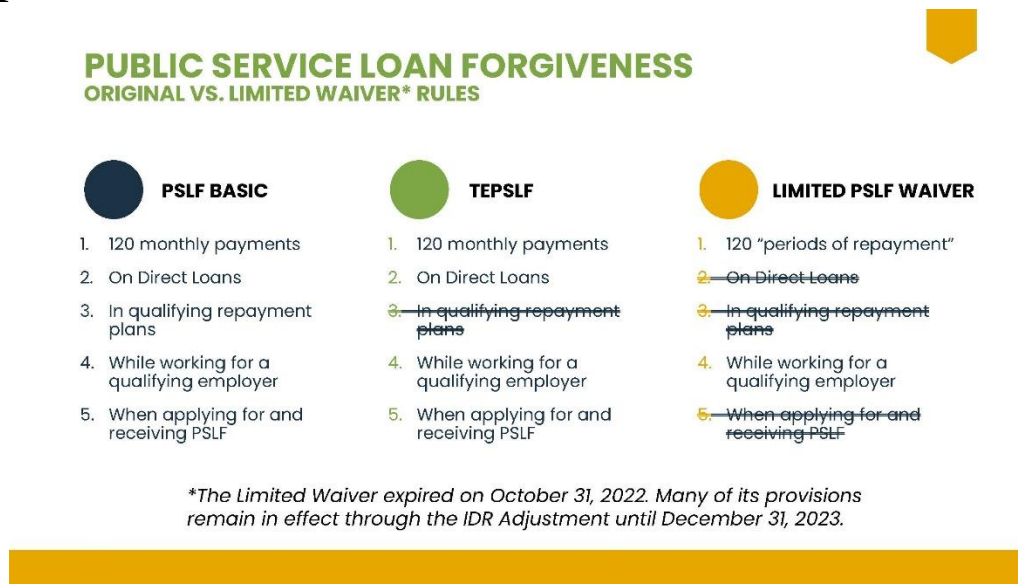 PUBLIC SERVICE LOAN FORGIVENESS
ORIGINAL VS. LIMITED WAIVER* RULES
PSLF BASIC
1. 120 monthly payments
2. On Direct Loans
3. In qualifying repayment
plans
4. While working for a
qualifying employer
5. When applying for and
receiving PSLF
TEPSLF
1. 120 monthly payments
2. On Direct Loans
3. In qualifying repayment
plans
4. While working for a
qualifying employer
5. When applying for and
receiving PSLF
LIMITED PSLF WAIVER
1. 120 “periods of repayment”
2. On Direct Loans
3. In qualifying repayment
plans
4. While working for a
qualifying employer
5. When applying for and
receiving PSLF
*The Limited Waiver expired on October 31, 2022. Many of its provisions
remain in effect through the IDR Adjustment until December 31, 2023.